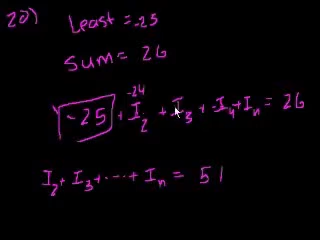 20) Least = -25
Sum = 26
-24
-25 + I₂ + I₃ + I₄ + Iₙ = 26
I₂ + I₃ + ... + Iₙ = 51